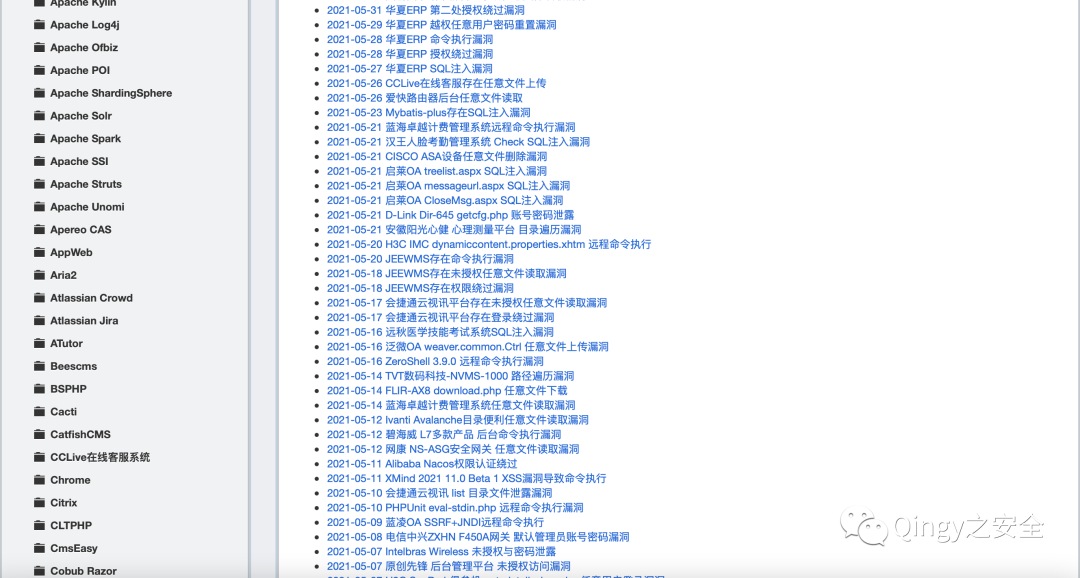 Apache Kylin
Apache Log4j
Apache Ofbiz
Apache POI
Apache ShardingSphere
Apache Solr
Apache Spark
Apache SSI
Apache Struts
Apache Unomi
Apereo CAS
AppWeb
Aria2
Atlassian Crowd
Atlassian Jira
ATutor
Beescms
BSPHP
Cacti
CatfishCMS
CCLive在线客服系统
Chrome
Citrix
CLTPHP
CmsEasy
Cobub Razor
2021-05-31 华夏ERP 第二处授权绕过漏洞
2021-05-29 华夏ERP 越权任意用户密码重置漏洞
2021-05-28 华夏ERP 命令执行漏洞
2021-05-28 华夏ERP 授权绕过漏洞
2021-05-27 华夏ERP SQL注入漏洞
2021-05-26 CCLive在线客服存在任意文件上传
2021-05-26 爱快路由器后台任意文件读取
2021-05-23 Mybatis-plus存在SQL注入漏洞
2021-05-21 蓝海卓越计费管理系统远程命令执行漏洞
2021-05-21 汉王人脸考勤管理系统 Check SQL注入漏洞
2021-05-21 CISCO ASA设备任意文件删除漏洞
2021-05-21 启莱OA treelist.aspx SQL注入漏洞
2021-05-21 启莱OA messageurl.aspx SQL注入漏洞
2021-05-21 启莱OA CloseMsg.aspx SQL注入漏洞
2021-05-21 D-Link Dir-645 getcfg.php 账号密码泄露
2021-05-21 安徽阳光心健 心理测量平台 目录遍历漏洞
2021-05-20 H3C IMC dynamiccontent.properties.xhtm 远程命令执行
2021-05-20 JEEWMS存在命令执行漏洞
2021-05-18 JEEWMS存在未授权任意文件读取漏洞
2021-05-18 JEEWMS存在权限绕过漏洞
2021-05-17 会捷通云视讯平台存在未授权任意文件读取漏洞
2021-05-17 会捷通云视讯平台存在登录绕过漏洞
2021-05-16 远秋医学技能考试系统SQL注入漏洞
2021-05-16 泛微OA weaver.common.Ctrl 任意文件上传漏洞
2021-05-16 ZeroShell 3.9.0 远程命令执行漏洞
2021-05-14 TVT数码科技-NVMS-1000 路径遍历漏洞
2021-05-14 FLIR-AX8 download.php 任意文件下载
2021-05-14 蓝海卓越计费管理系统任意文件读取漏洞
2021-05-12 Ivanti Avalanche目录便利任意文件读取漏洞
2021-05-12 碧海威 L7多款产品 后台命令执行漏洞
2021-05-12 网康 NS-ASG安全网关 任意文件读取漏洞
2021-05-11 Alibaba Nacos权限认证绕过
2021-05-11 XMind 2021 11.0 Beta 1 XSS漏洞导致命令执行
2021-05-10 会捷通云视讯 list 目录文件泄露漏洞
2021-05-10 PHPUnit eval-stdin.php 远程命令执行漏洞
2021-05-09 蓝凌OA SSRF+JNDI远程命令执行
2021-05-08 电信中兴ZXHN F450A网关 默认管理员账号密码漏洞
2021-05-07 Intelbras Wireless 未授权与密码泄露
2021-05-07 原创先锋 后台管理平台 未授权访问漏洞
Qingy之安全